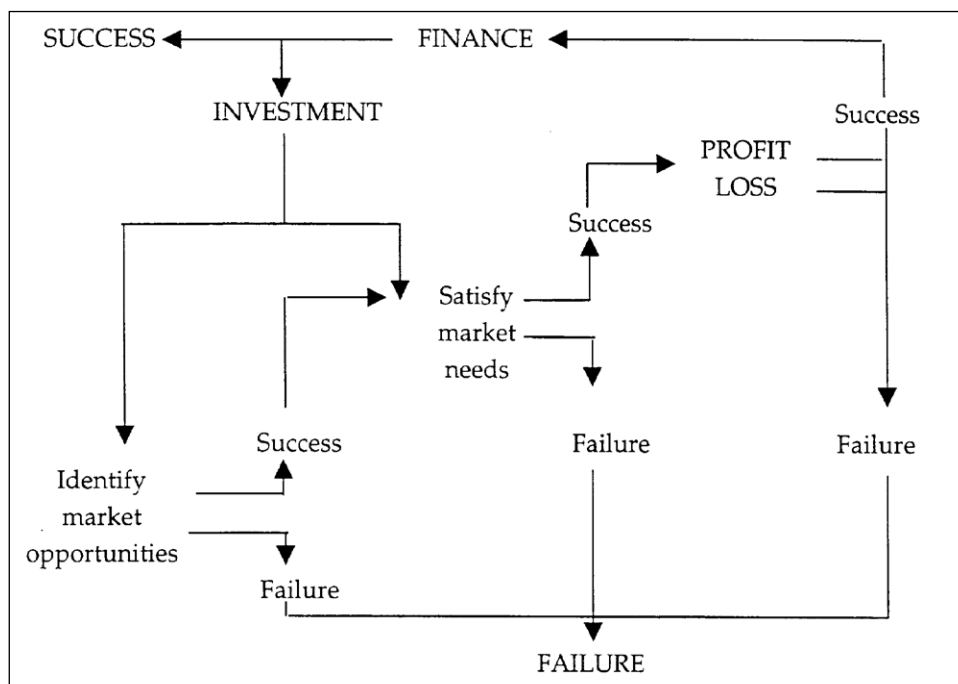 SUCCESS
FINANCE
INVESTMENT
Success
PROFIT
LOSS
Success
Satisfy
market
needs
Success
Failure
Failure
Identify
market
opportunities
Failure
FAILURE